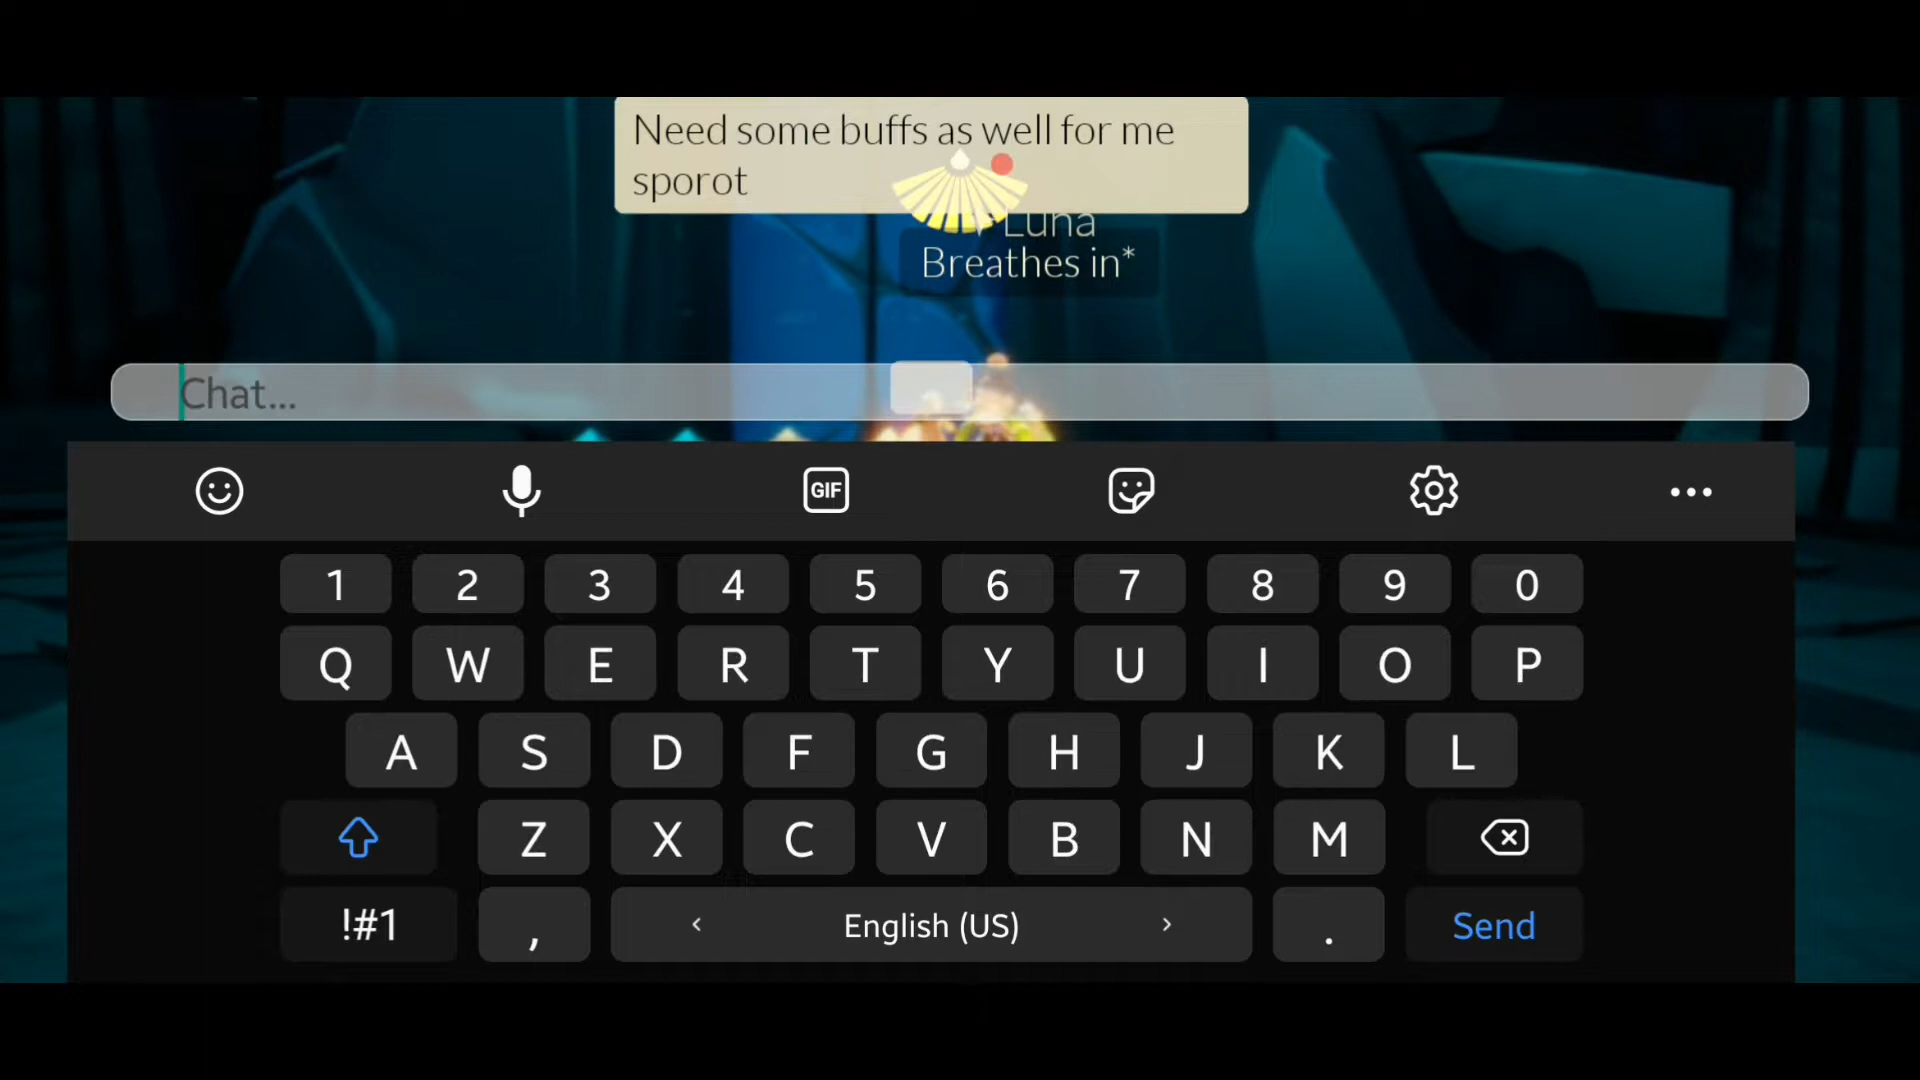 Need some buffs as well for me
sporot
Luna
Breathes in*
Chat...
GIF
1 2 3 4 5 6 7 8 9 0
Q W E R T Y U I O P
A S D F G H J K L
Z X C V B N M
!#1 , < English (US) > . Send